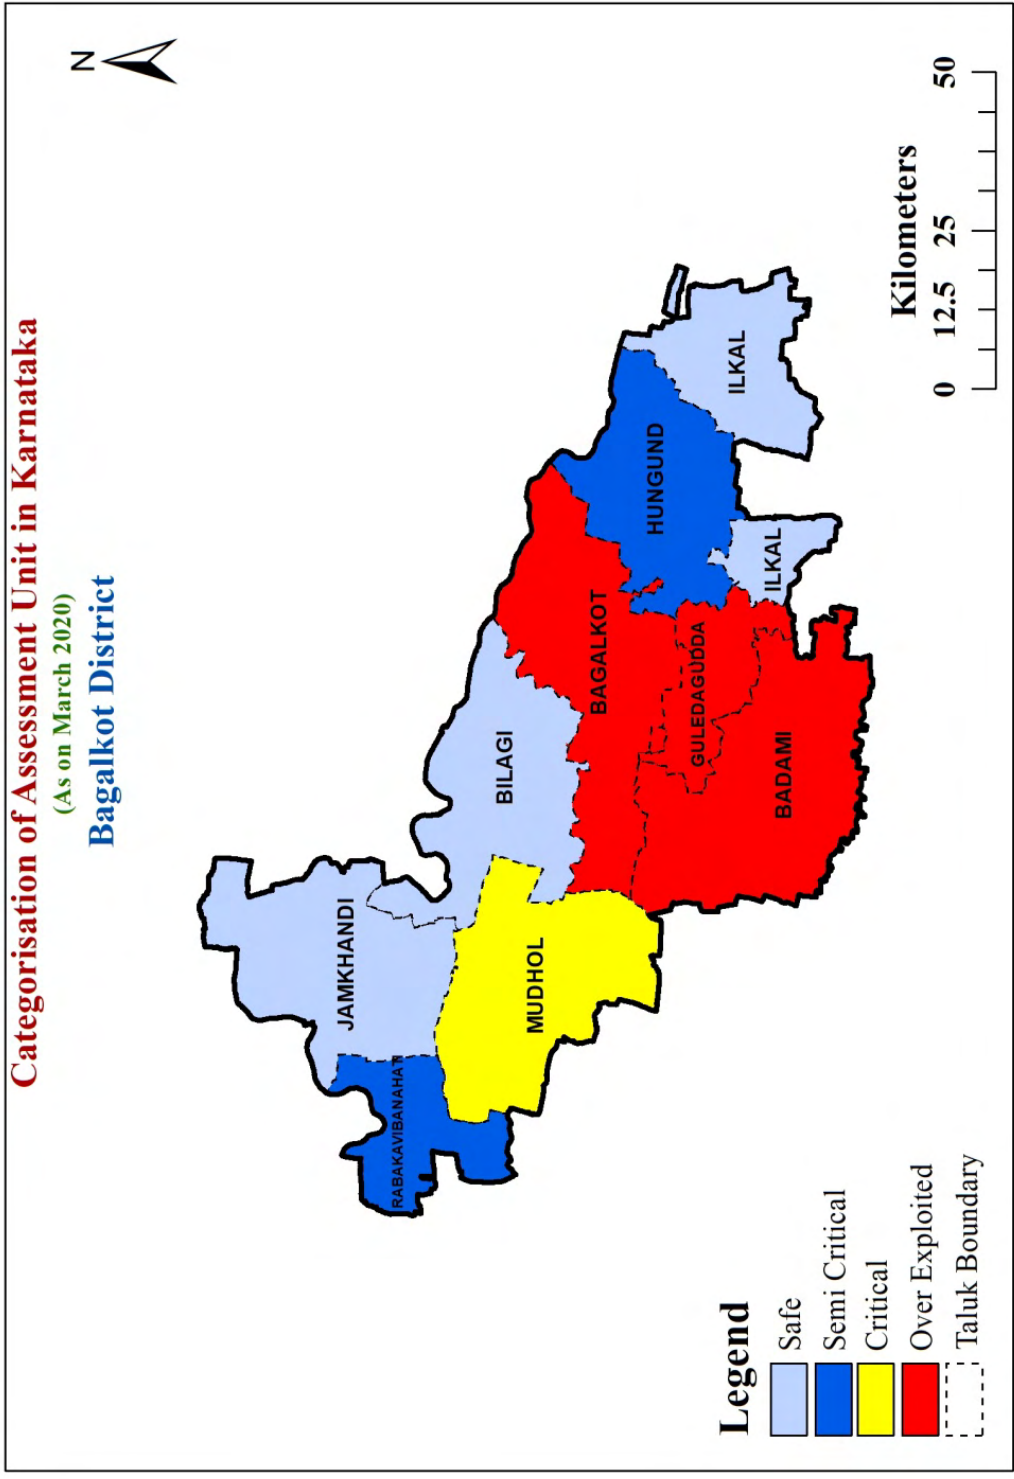 Categorisation of Assessment Unit in Karnataka
(As on March 2020)
Bagalkot District
N
JAMKHANDI
RABAKAVIBANAHAT
BILAGI
MUDHOL
BAGALKOT
HUNGUND
ILKAL
GULEDAGUDDA
ILKAL
BADAMI
Legend
Safe
Semi Critical
Critical
Over Exploited
Taluk Boundary
Kilometers
0 12.5 25 50